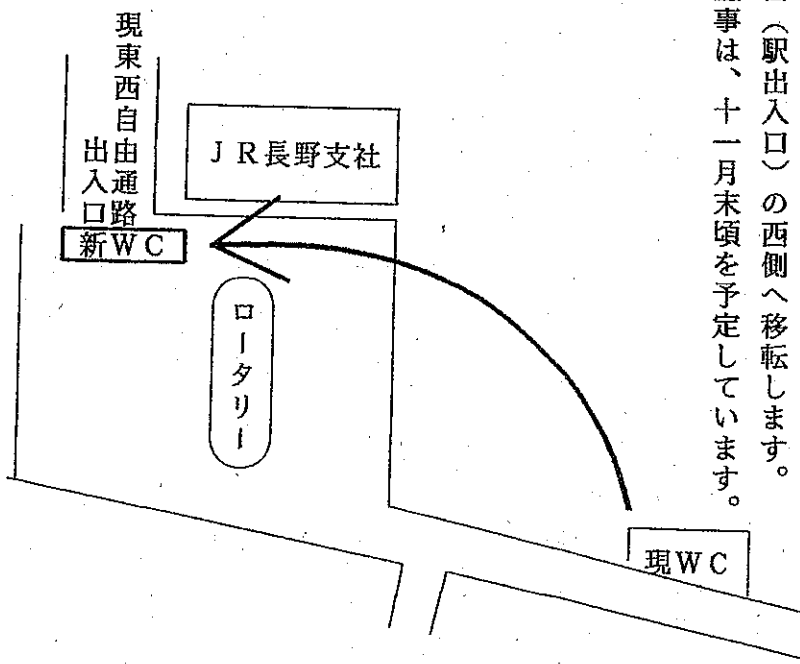 （駅出入口）の西側へ移転します。
事は、十一月末頃を予定しています。
現東西自由通路
出入口
新ＷＣ
ＪＲ長野支社
ロータリー
現ＷＣ